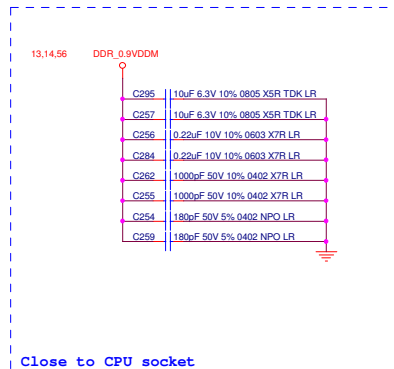 13,14,56 DDR_0.9VDDM
C295 10uF 6.3V 10% 0805 X5R TDK LR
C257 10uF 6.3V 10% 0805 X5R TDK LR
C256 0.22uF 10V 10% 0603 X7R LR
C284 0.22uF 10V 10% 0603 X7R LR
C262 1000pF 50V 10% 0402 X7R LR
C255 1000pF 50V 10% 0402 X7R LR
C254 180pF 50V 5% 0402 NPO LR
C259 180pF 50V 5% 0402 NPO LR
Close to CPU socket